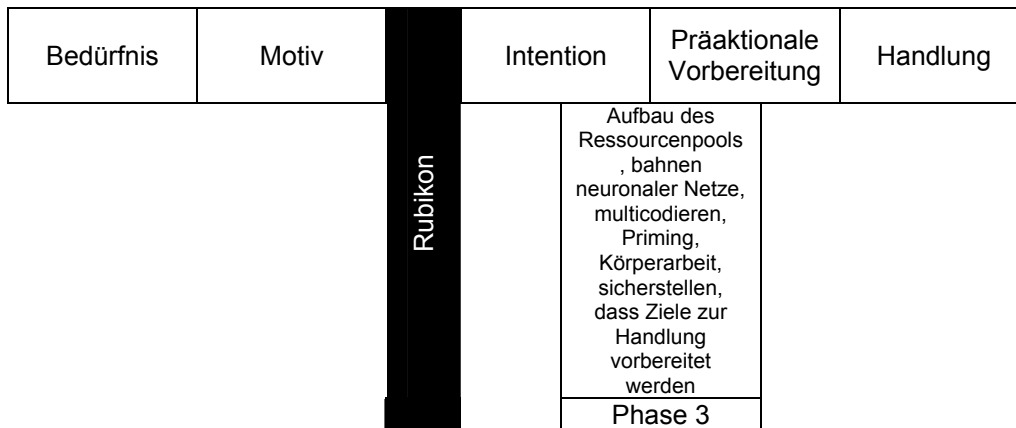 Bedürfnis
Motiv
Rubikon
Intention
Präaktionale
Vorbereitung
Handlung
Aufbau des
Ressourcenpools
, bahnen
neuronaler Netze,
multicodieren,
Priming,
Körperarbeit,
sicherstellen,
dass Ziele zur
Handlung
vorbereitet
werden
Phase 3